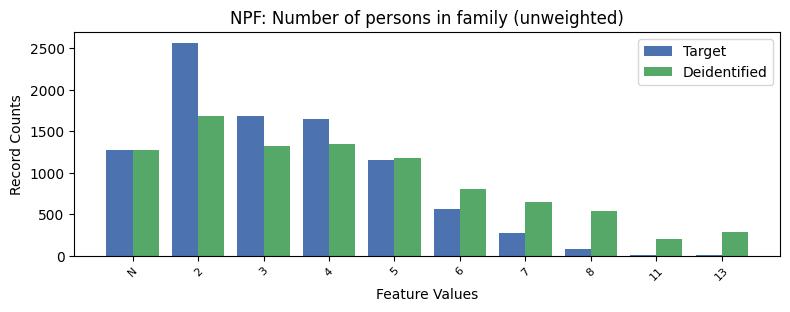 NPF: Number of persons in family (unweighted)
Target
Deidentified
Record Counts
2500
2000
1500
1000
500
0
N 2 3 4 5 6 7 8 11 13
Feature Values